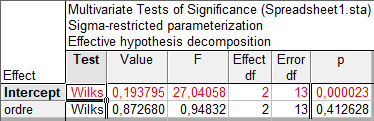 Multivariate Tests of Significance (Spreadsheet1.sta)
Sigma-restricted parameterization
Effective hypothesis decomposition
Effect Test Value F Effect df Error df p
Intercept Wilks 0,193795 27,04058 2 13 0,000023
ordre Wilks 0,872680 0,94832 2 13 0,412628